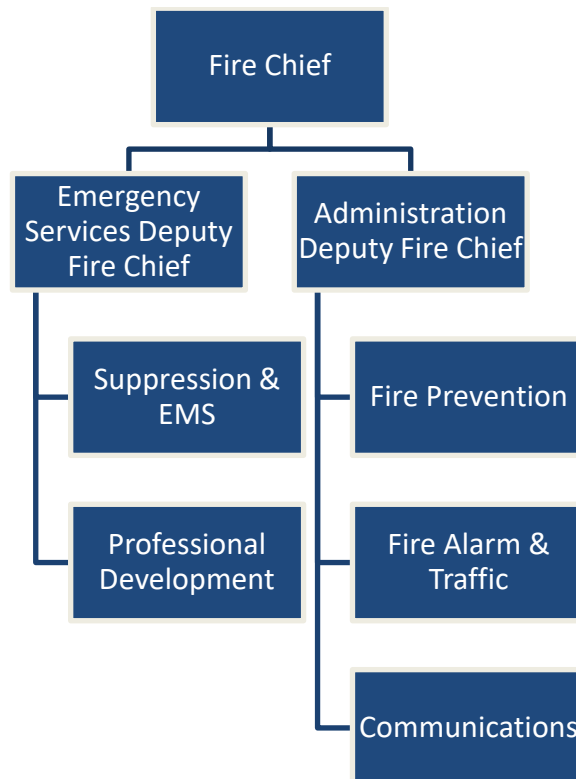 Fire Chief
Emergency
Services Deputy
Fire Chief
Administration
Deputy Fire Chief
Suppression &
EMS
Fire Prevention
Professional
Development
Fire Alarm &
Traffic
Communications